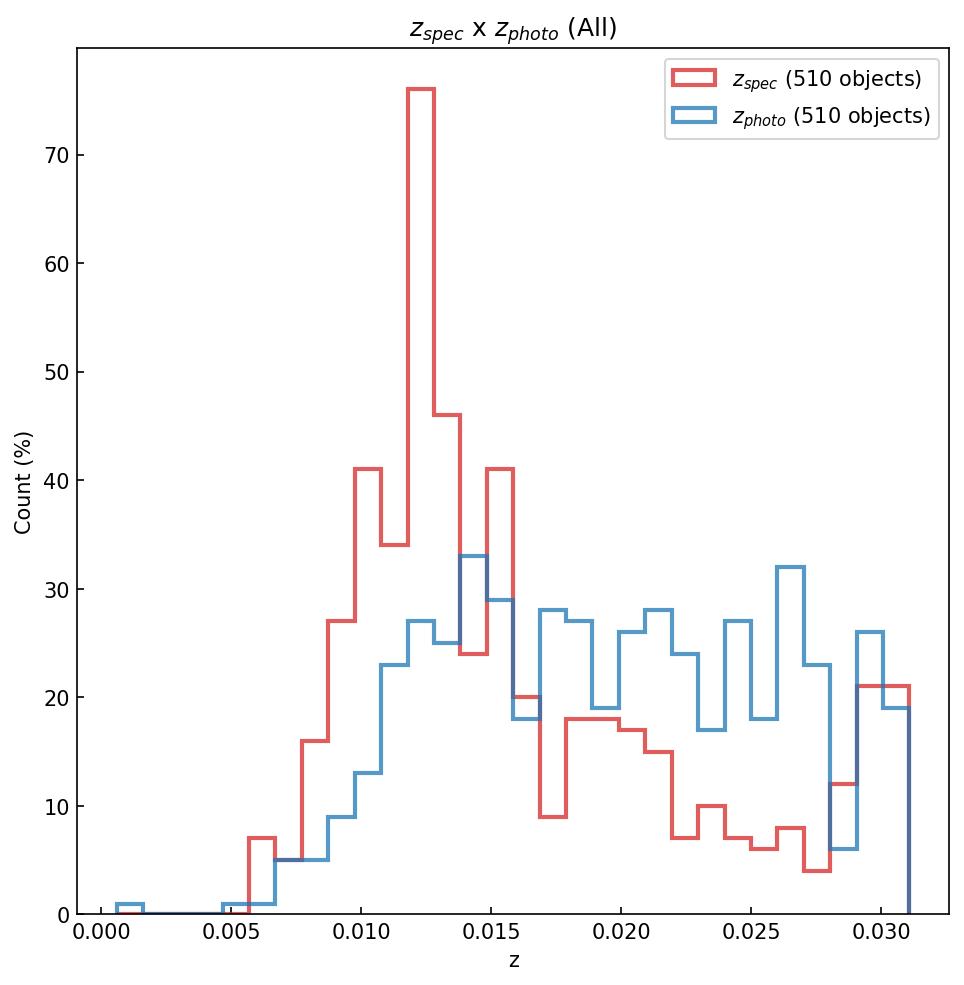 z_spec x z_photo (All)
z_spec (510 objects)
z_photo (510 objects)
Count (%)
70
60
50
40
30
20
10
0
0.000 0.005 0.010 0.015 0.020 0.025 0.030
z